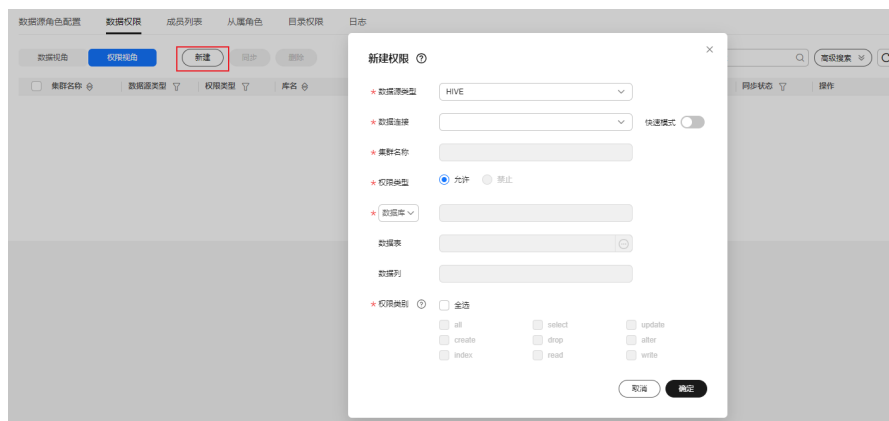 数据源角色配置 数据权限 成员列表 从属角色 目录权限 日志
数据视角 权限视角 新建 同步 删除 高级搜索
集群名称 数据源类型 权限类型 库名 同步状态 操作
新建权限
* 数据源类型 HIVE
* 数据连接 快速模式
* 集群名称
* 权限类型 允许 禁止
* 数据库
数据表
数据列
* 权限类别 全选
all select update
create drop alter
index read write
取消 确定